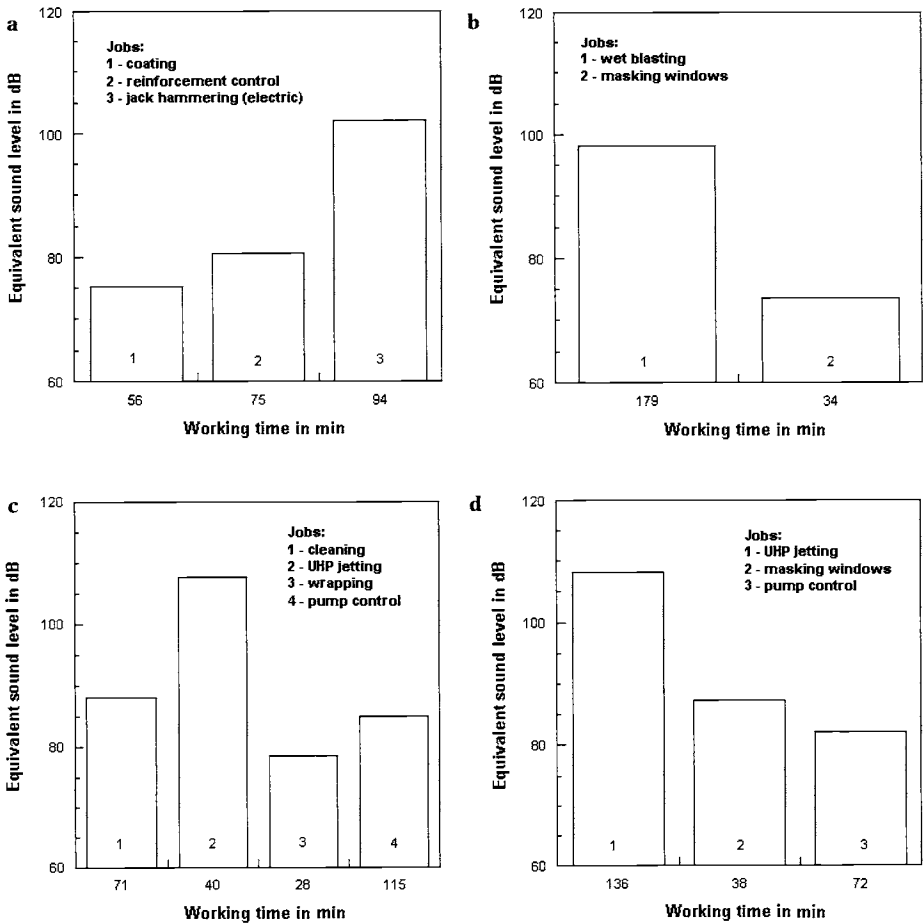 a
Equivalent sound level in dB
120
100
80
60
Jobs:
1 - coating
2 - reinforcement control
3 - jack hammering (electric)
1
2
3
56
75
94
Working time in min
b
Equivalent sound level in dB
120
100
80
60
Jobs:
1 - wet blasting
2 - masking windows
1
2
179
34
Working time in min
c
Equivalent sound level in dB
120
100
80
60
Jobs:
1 - cleaning
2 - UHP jetting
3 - wrapping
4 - pump control
1
2
3
4
71
40
28
115
Working time in min
d
Equivalent sound level in dB
120
100
80
60
Jobs:
1 - UHP jetting
2 - masking windows
3 - pump control
1
2
3
136
38
72
Working time in min